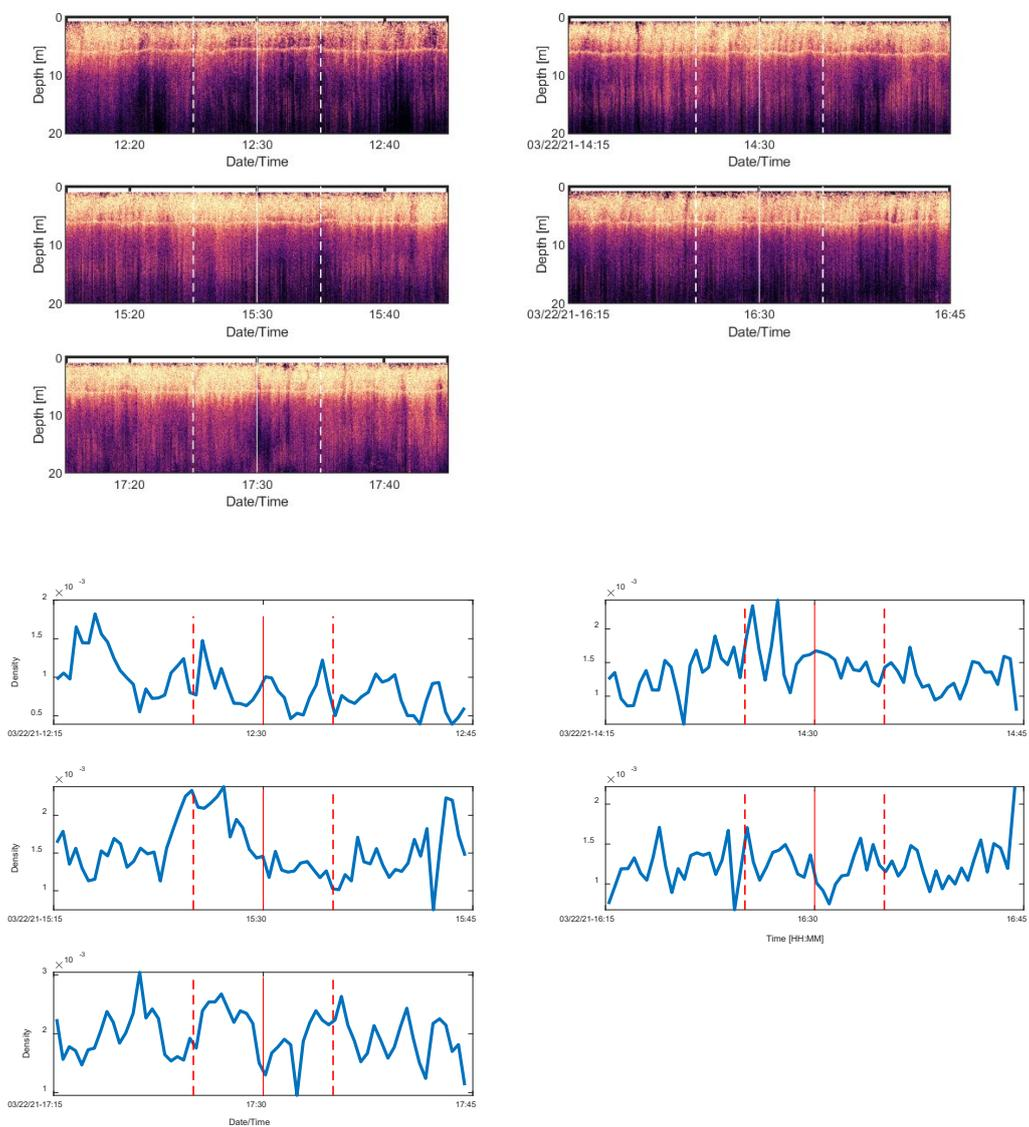 0
10
20
Depth [m]
12:20 12:30 12:40
Date/Time
0
10
20
Depth [m]
03/22/21-14:15 14:30
Date/Time
0
10
20
Depth [m]
15:20 15:30 15:40
Date/Time
0
10
20
Depth [m]
03/22/21-16:15 16:30 16:45
Date/Time
0
10
20
Depth [m]
17:20 17:30 17:40
Date/Time
×10 -3
2
1.5
1
0.5
Density
03/22/21-12:15 12:30 12:45
×10 -3
2
1.5
1
03/22/21-14:15 14:30 14:45
×10 -3
2
1.5
1
Density
03/22/21-15:15 15:30 15:45
×10 -3
2
1.5
1
03/22/21-16:15 16:30 16:45
Time [HH:MM]
×10 -3
3
2
1
Density
03/22/21-17:15 17:30 17:45
Date/Time